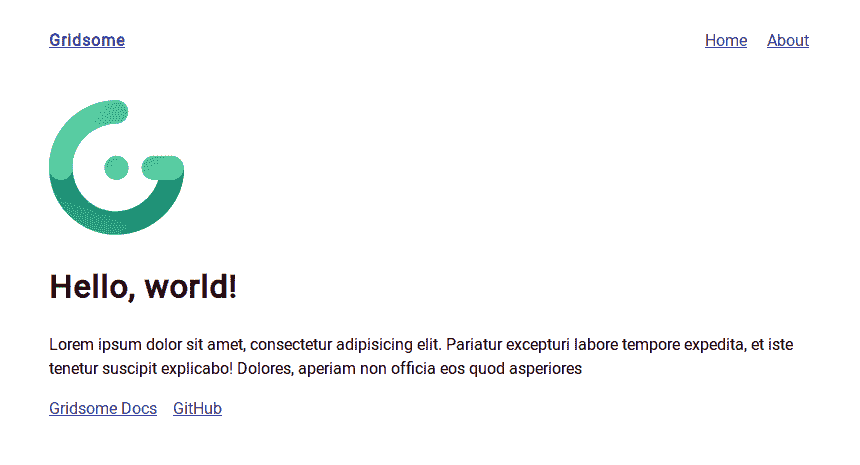 Gridsome
Home About
Hello, world!
Lorem ipsum dolor sit amet, consectetur adipisicing elit. Pariatur excepturi labore tempore expedita, et iste
tenetur suscipit explicabo! Dolores, aperiam non officia eos quod asperiores
Gridsome Docs GitHub